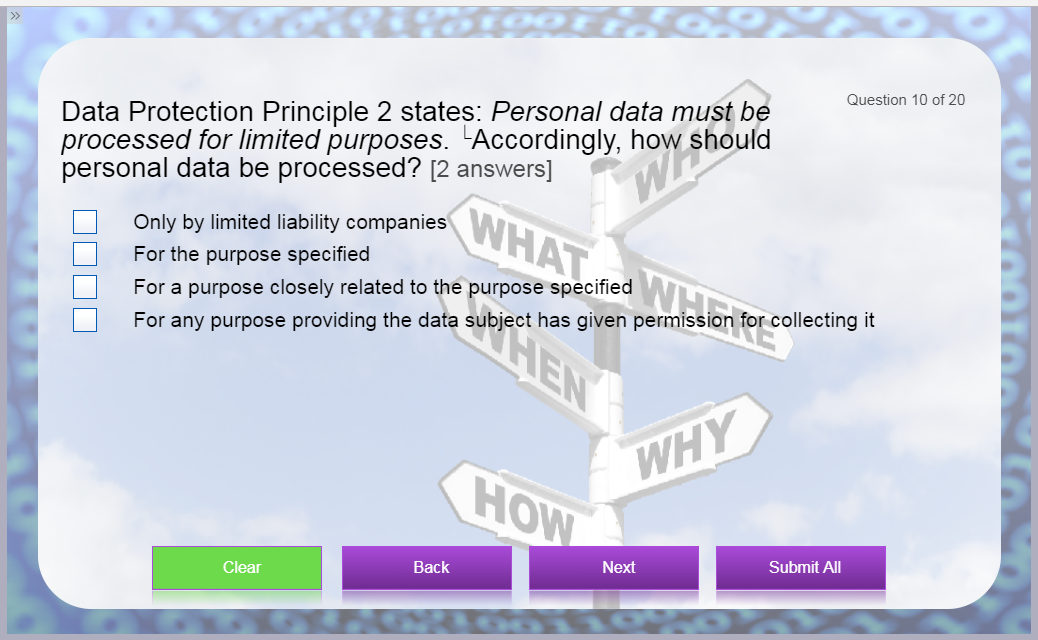 »
Question 10 of 20
Data Protection Principle 2 states: Personal data must be
processed for limited purposes. └Accordingly, how should
personal data be processed? [2 answers]
Only by limited liability companies
For the purpose specified
For a purpose closely related to the purpose specified
For any purpose providing the data subject has given permission for collecting it
WHO
WHAT
WHERE
WHEN
WHY
HOW
Clear
Back
Next
Submit All